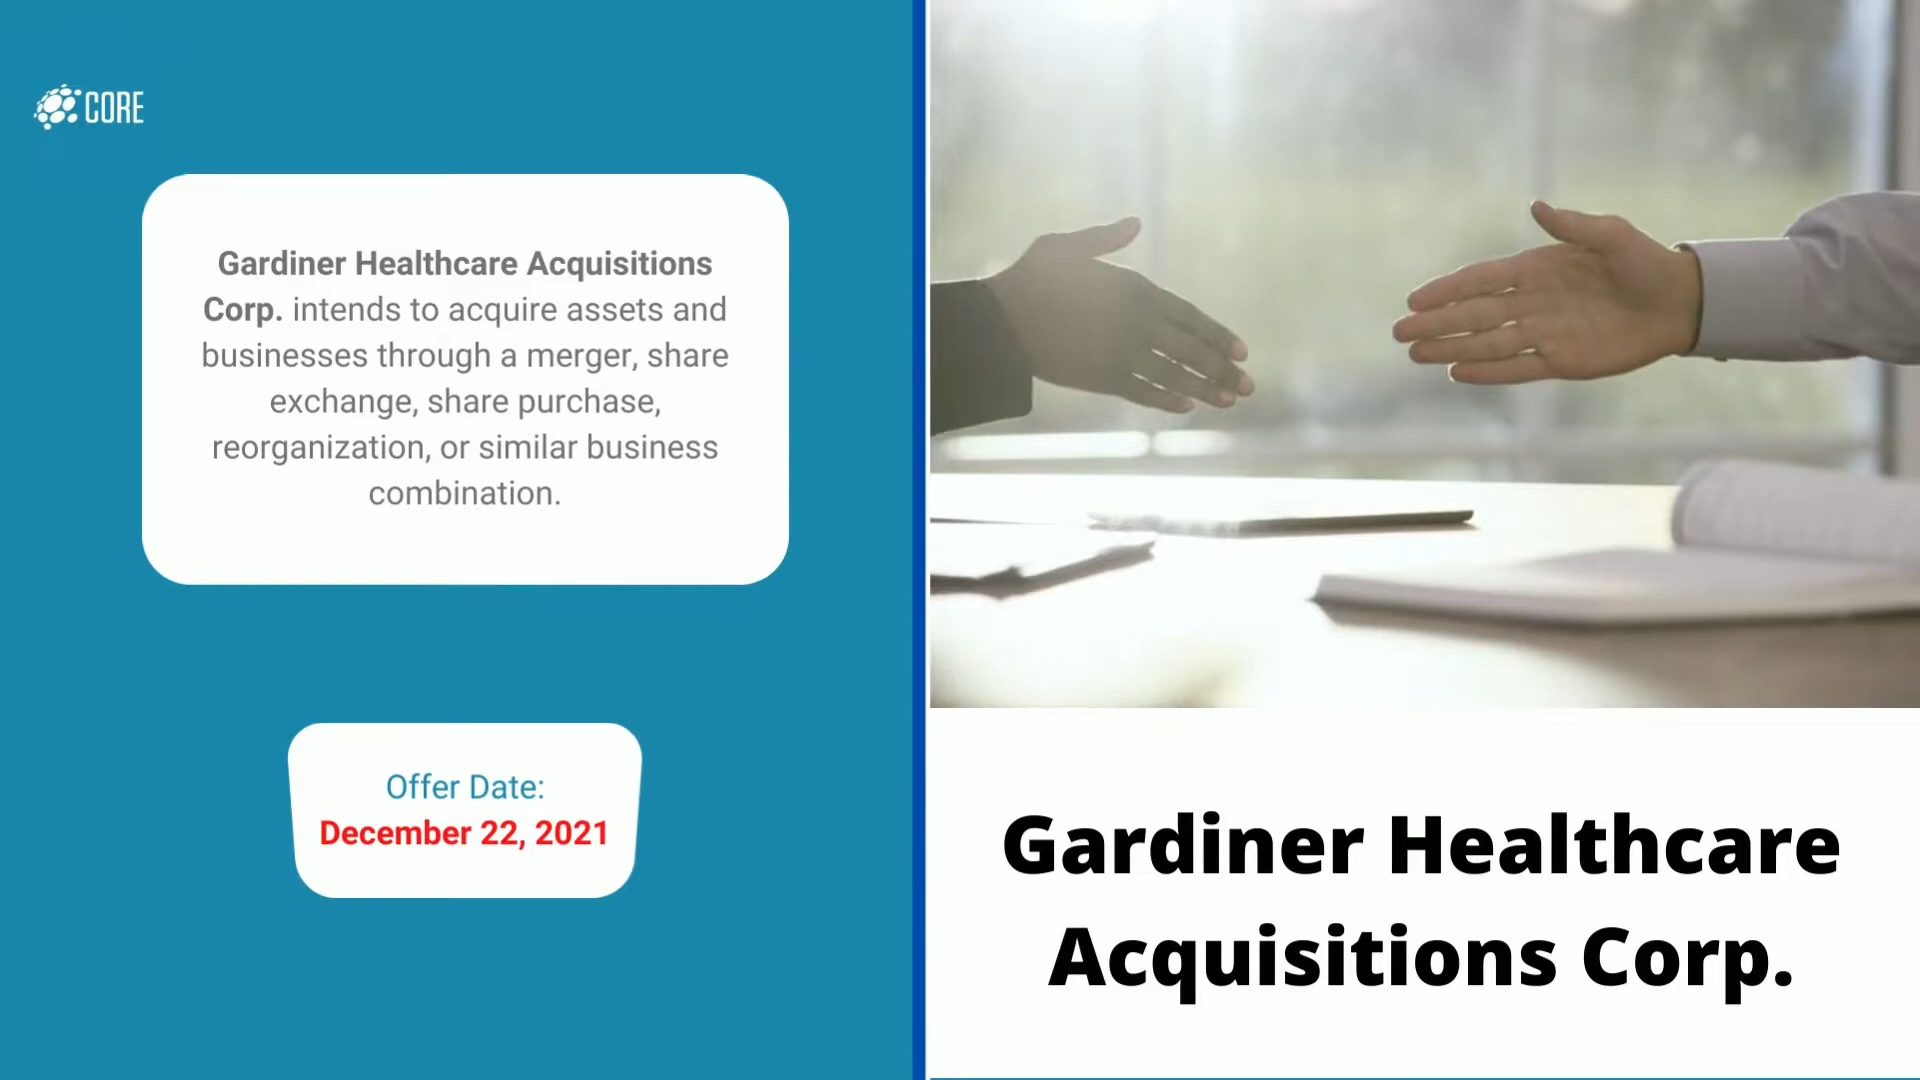 CORE
Gardiner Healthcare Acquisitions
Corp. intends to acquire assets and
businesses through a merger, share
exchange, share purchase,
reorganization, or similar business
combination.
Offer Date:
December 22, 2021
Gardiner Healthcare
Acquisitions Corp.